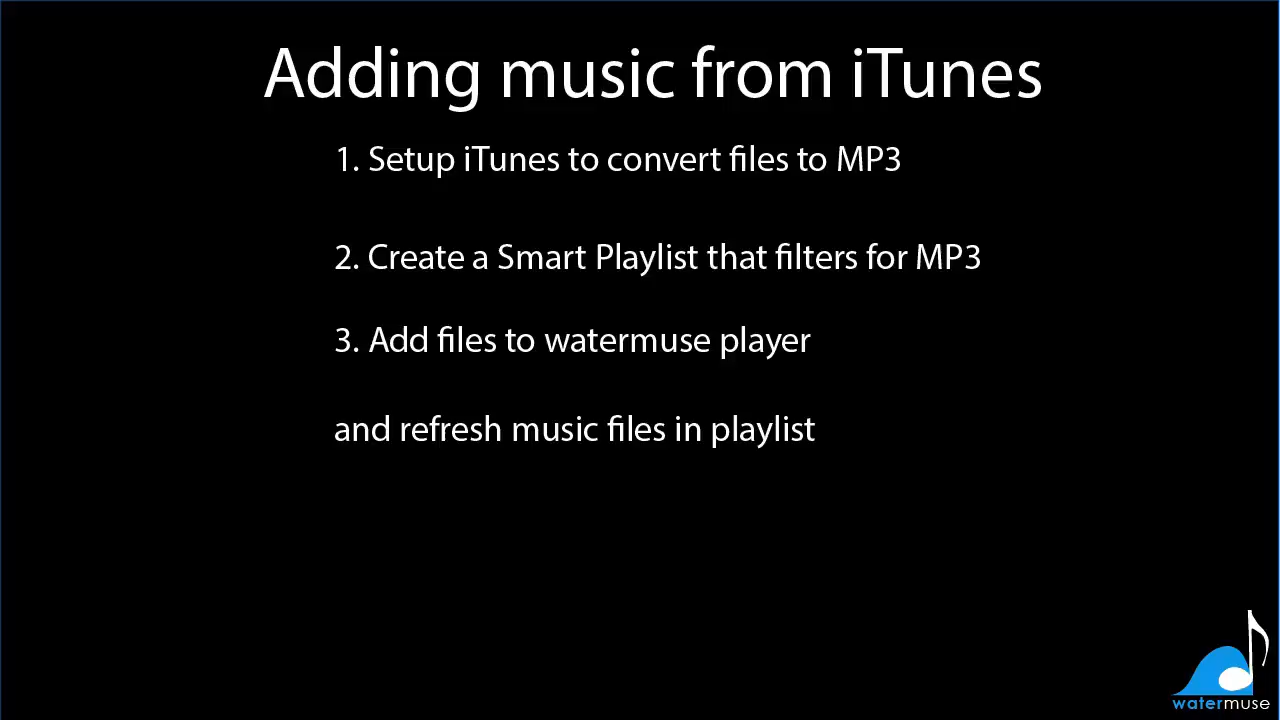 Adding music from iTunes
1. Setup iTunes to convert files to MP3
2. Create a Smart Playlist that filters for MP3
3. Add files to watermuse player
and refresh music files in playlist
watermuse